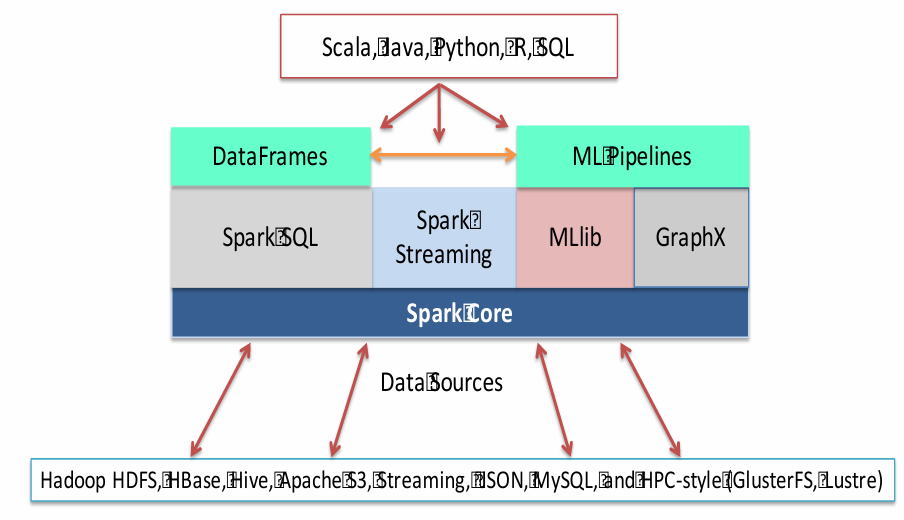 Scala, Java, Python, R, SQL
DataFrames
ML Pipelines
Spark SQL
Spark
Streaming
MLlib
GraphX
Spark Core
Data Sources
Hadoop HDFS, HBase, Hive, Apache S3, Streaming, JSON, MySQL, and HPC-style (GlusterFS, Lustre)